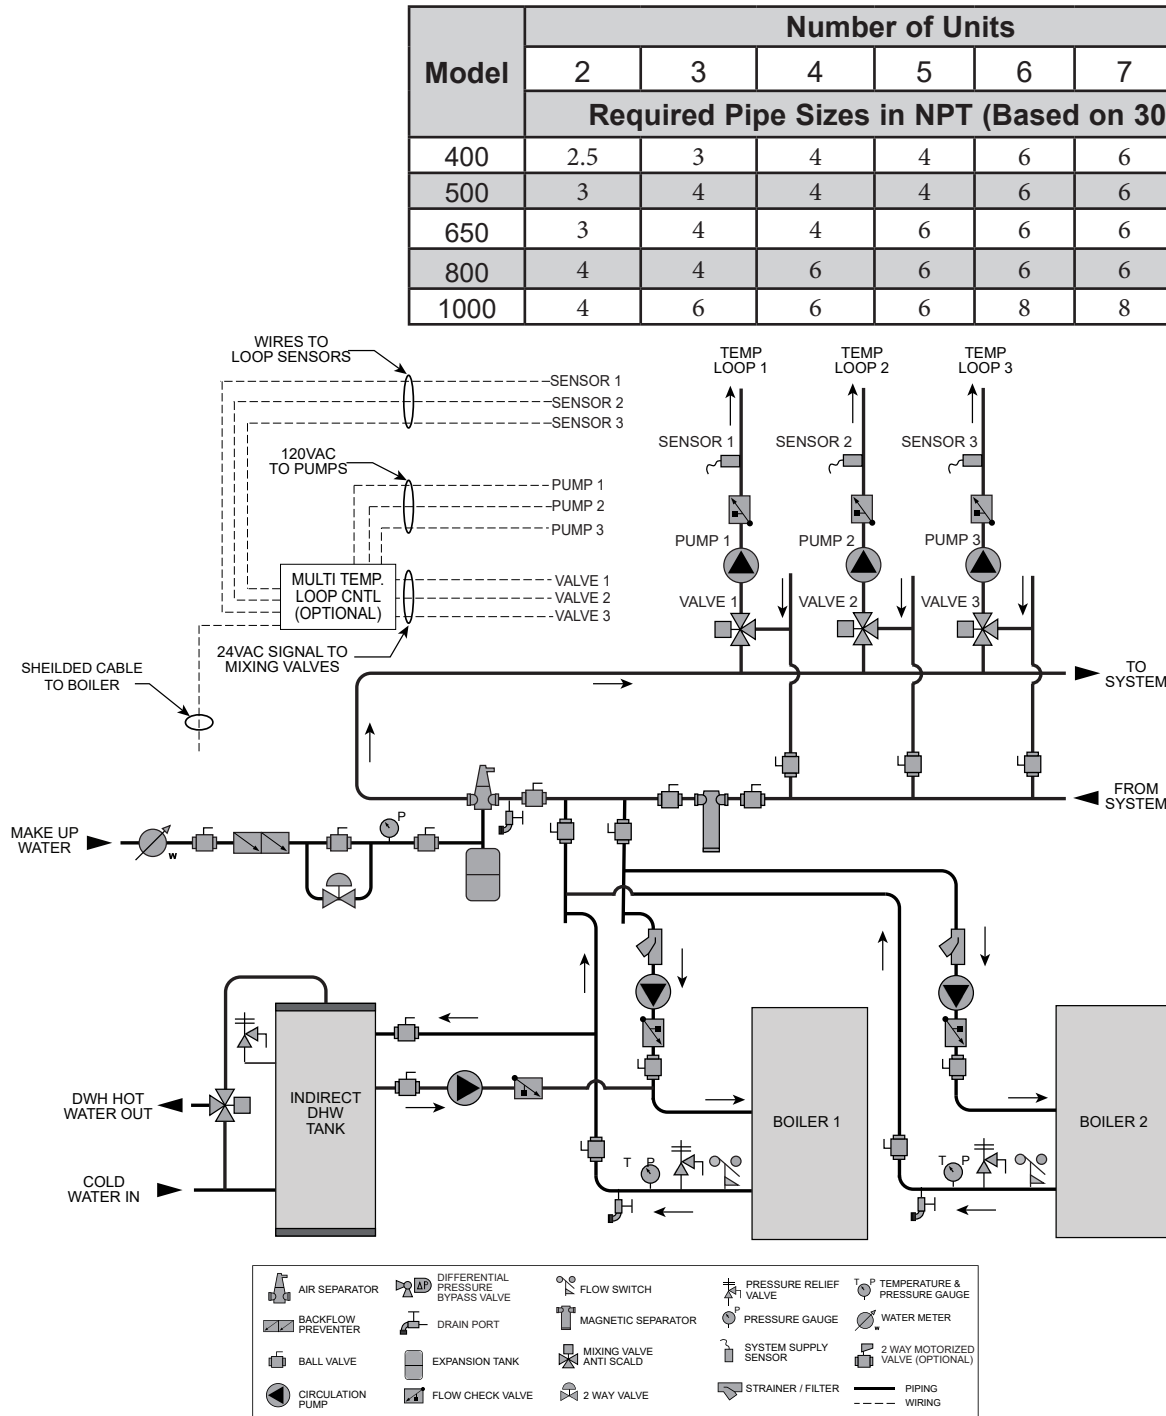 Number of Units
Model
2 3 4 5 6 7
Required Pipe Sizes in NPT (Based on 30
400 2.5 3 4 4 6 6
500 3 4 4 4 6 6
650 3 4 4 6 6 6
800 4 4 6 6 6 6
1000 4 6 6 6 8 8
WIRES TO
LOOP SENSORS
SENSOR 1
SENSOR 2
SENSOR 3
120VAC
TO PUMPS
PUMP 1
PUMP 2
PUMP 3
MULTI TEMP.
LOOP CNTL
(OPTIONAL)
VALVE 1
VALVE 2
VALVE 3
24VAC SIGNAL TO
MIXING VALVES
SHEILDED CABLE
TO BOILER
TEMP
LOOP 1
TEMP
LOOP 2
TEMP
LOOP 3
SENSOR 1
SENSOR 2
SENSOR 3
PUMP 1
PUMP 2
PUMP 3
VALVE 1
VALVE 2
VALVE 3
TO
SYSTEM
FROM
SYSTEM
MAKE UP
WATER
W
P
DWH HOT
WATER OUT
COLD
WATER IN
INDIRECT
DHW
TANK
BOILER 1
BOILER 2
T P
T P
AIR SEPARATOR
DIFFERENTIAL
PRESSURE
BYPASS VALVE
ΔP
FLOW SWITCH
PRESSURE RELIEF
VALVE
T P
TEMPERATURE &
PRESSURE GAUGE
BACKFLOW
PREVENTER
DRAIN PORT
MAGNETIC SEPARATOR
P
PRESSURE GAUGE
W
WATER METER
BALL VALVE
EXPANSION TANK
MIXING VALVE
ANTI SCALD
SYSTEM SUPPLY
SENSOR
2 WAY MOTORIZED
VALVE (OPTIONAL)
CIRCULATION
PUMP
FLOW CHECK VALVE
2 WAY VALVE
STRAINER / FILTER
PIPING
WIRING